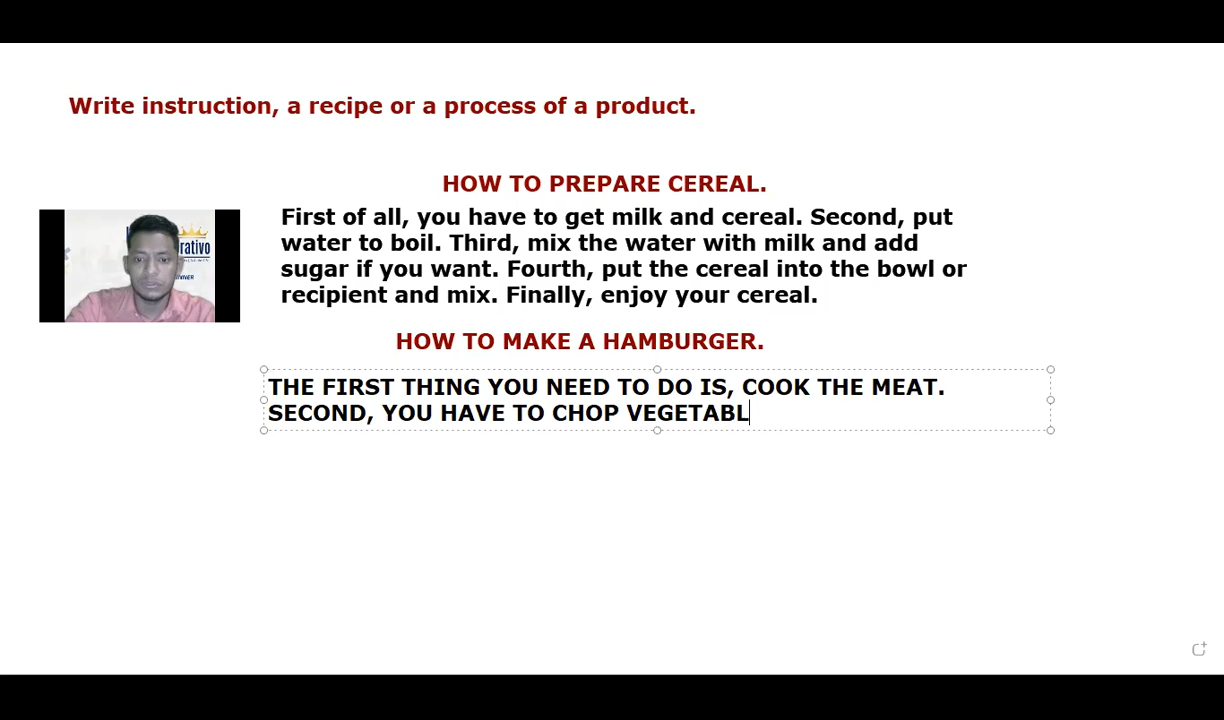 Write instruction, a recipe or a process of a product.
HOW TO PREPARE CEREAL.
First of all, you have to get milk and cereal. Second, put
water to boil. Third, mix the water with milk and add
sugar if you want. Fourth, put the cereal into the bowl or
recipient and mix. Finally, enjoy your cereal.
rativo
HOW TO MAKE A HAMBURGER.
THE FIRST THING YOU NEED TO DO IS, COOK THE MEAT.
SECOND, YOU HAVE TO CHOP VEGETABL